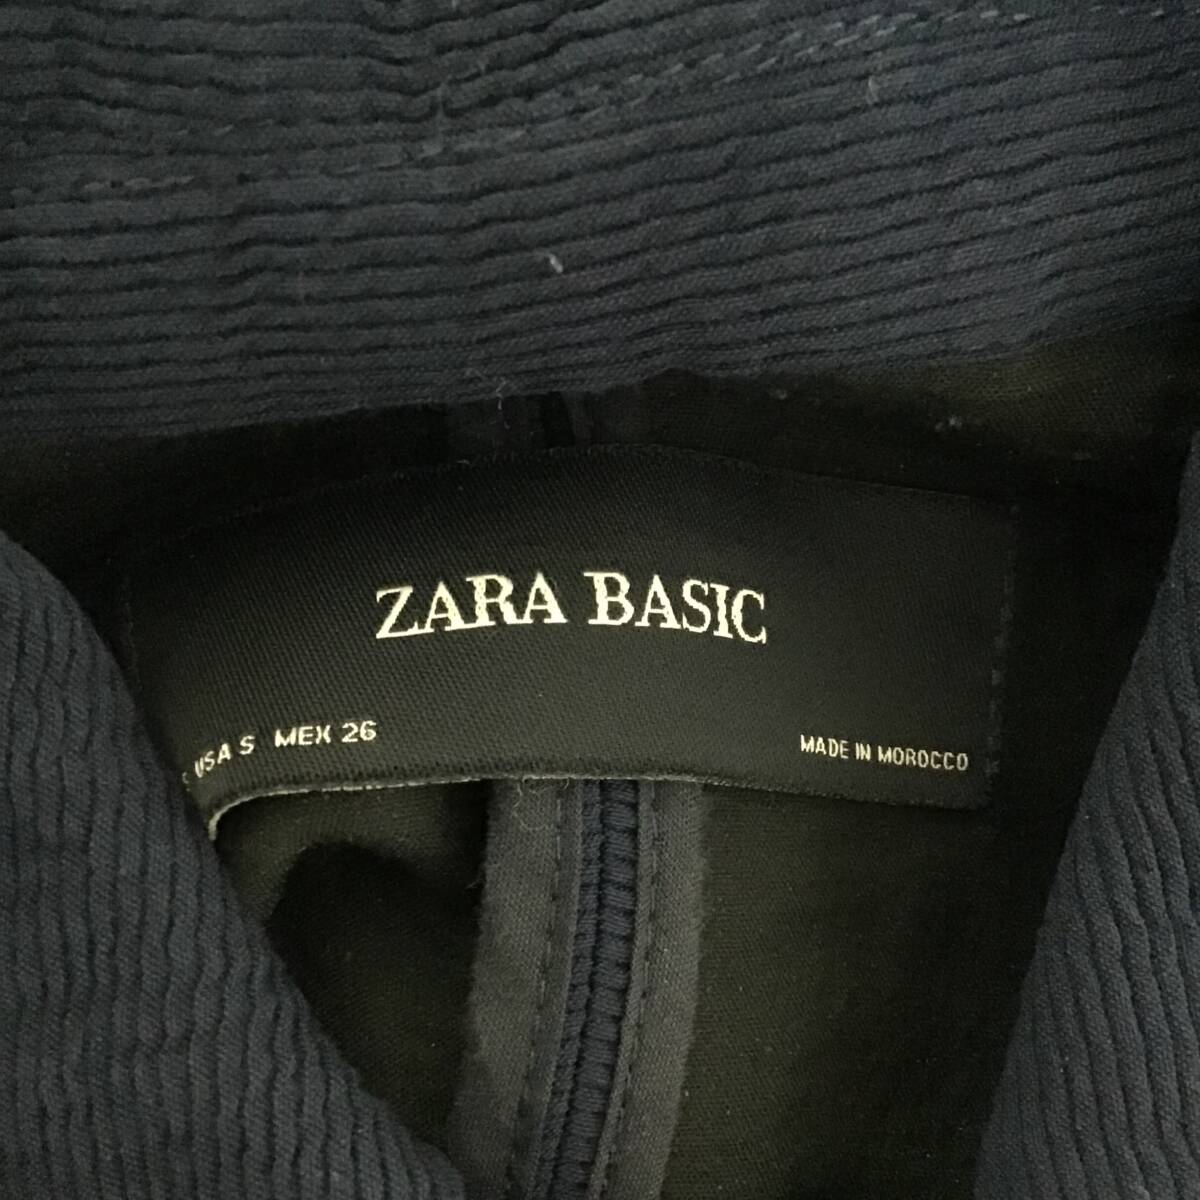 ZARA BASIC
USA S MEX 26
MADE IN MOROCCO